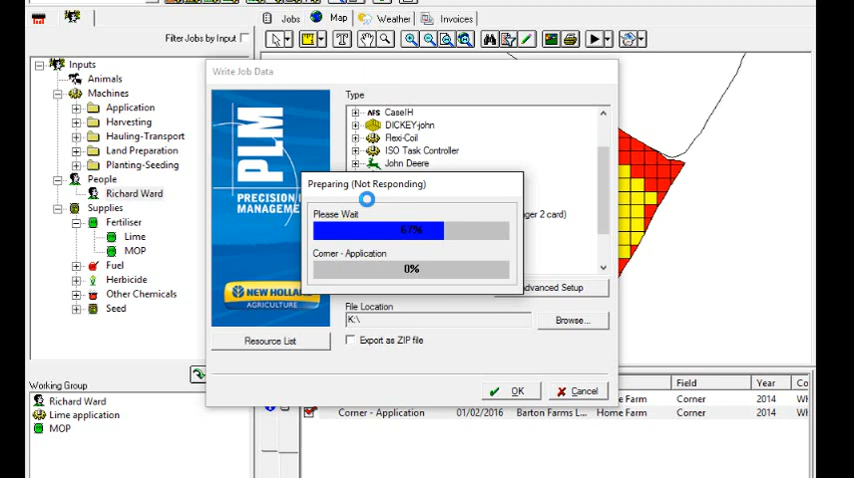 Jobs
Map
Weather
Invoices
Filter Jobs by Input
T
Inputs
Animals
Machines
Application
Harvesting
Hauling-Transport
Land Preparation
Planting-Seeding
People
Richard Ward
Supplies
Fertiliser
Lime
MOP
Fuel
Herbicide
Other Chemicals
Seed
Working Group
Richard Ward
Lime application
MOP
Write Job Data
PLM
PRECISION
MANAGEME
NEW HOLLAND
AGRICULTURE
Resource List
Type
AFS CaseIH
DICKEY-john
Flexi-Coil
ISO Task Controller
John Deere
ger 2 card)
Preparing (Not Responding)
Please Wait
67%
Corner - Application
0%
dvanced Setup
File Location
K:\
Browse...
Export as ZIP file
OK
Cancel
Field
Year
Co
me Farm
Corner
2014
Corner - Application
01/02/2016
Barton Farms L...
Home Farm
Corner
2014